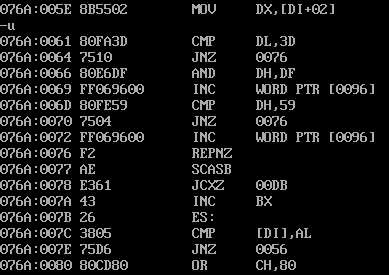 076A:005E 8B5502 MOV DX,[DI+02]
-u
076A:0061 80FA3D CMP DL,3D
076A:0064 7510 JNZ 0076
076A:0066 80E6DF AND DH,DF
076A:0069 FF069600 INC WORD PTR [0096]
076A:006D 80FE59 CMP DH,59
076A:0070 7504 JNZ 0076
076A:0072 FF069600 INC WORD PTR [0096]
076A:0076 F2 REPNZ
076A:0077 AE SCASB
076A:0078 E361 JCXZ 00DB
076A:007A 43 INC BX
076A:007B 26 ES:
076A:007C 3805 CMP [DI],AL
076A:007E 75D6 JNZ 0056
076A:0080 80CD80 OR CH,80